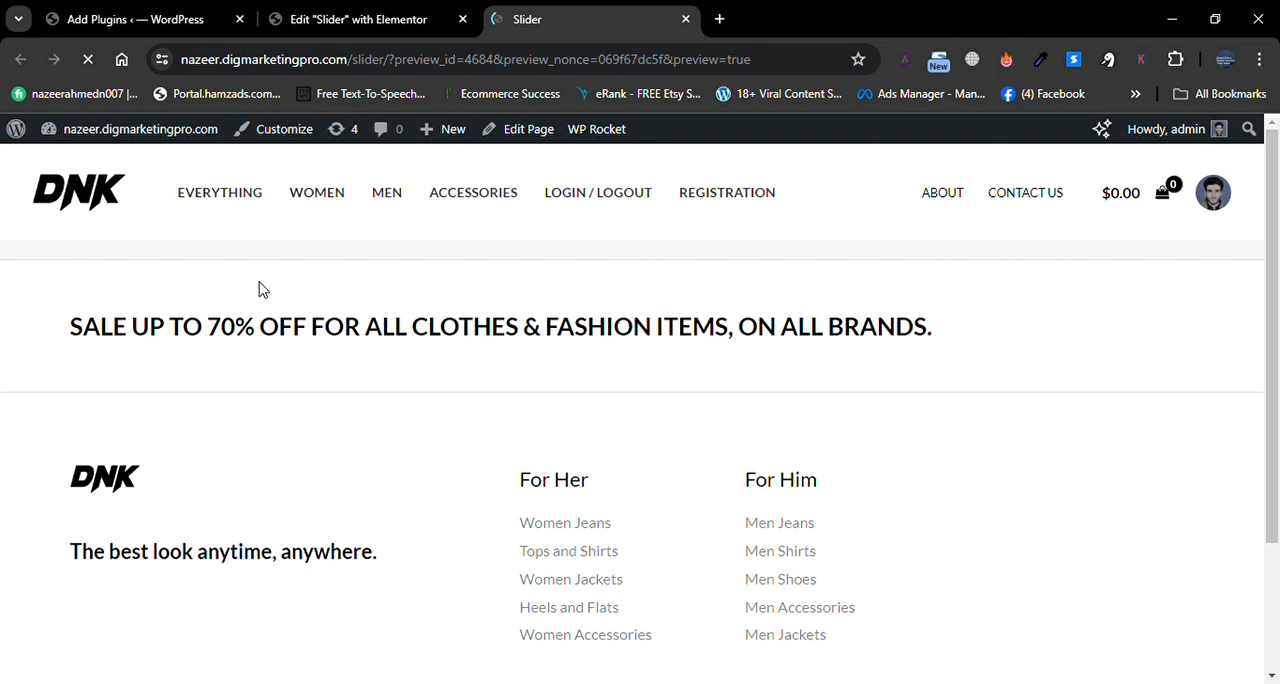 Add Plugins ‹ — WordPress
Edit "Slider" with Elementor
Slider
nazeer.digmarketingpro.com/slider/?preview_id=4684&preview_nonce=069f67dc5f&preview=true
New
nazeerahmedn007 |...
Portal.hamzads.com...
Free Text-To-Speech...
Ecommerce Success
eRank - FREE Etsy S...
18+ Viral Content S...
Ads Manager - Man...
(4) Facebook
All Bookmarks
nazeer.digmarketingpro.com
Customize
4
0
New
Edit Page
WP Rocket
Howdy, admin
DNK
EVERYTHING
WOMEN
MEN
ACCESSORIES
LOGIN / LOGOUT
REGISTRATION
ABOUT
CONTACT US
$0.00
0
SALE UP TO 70% OFF FOR ALL CLOTHES & FASHION ITEMS, ON ALL BRANDS.
DNK
The best look anytime, anywhere.
For Her
Women Jeans
Tops and Shirts
Women Jackets
Heels and Flats
Women Accessories
For Him
Men Jeans
Men Shirts
Men Shoes
Men Accessories
Men Jackets